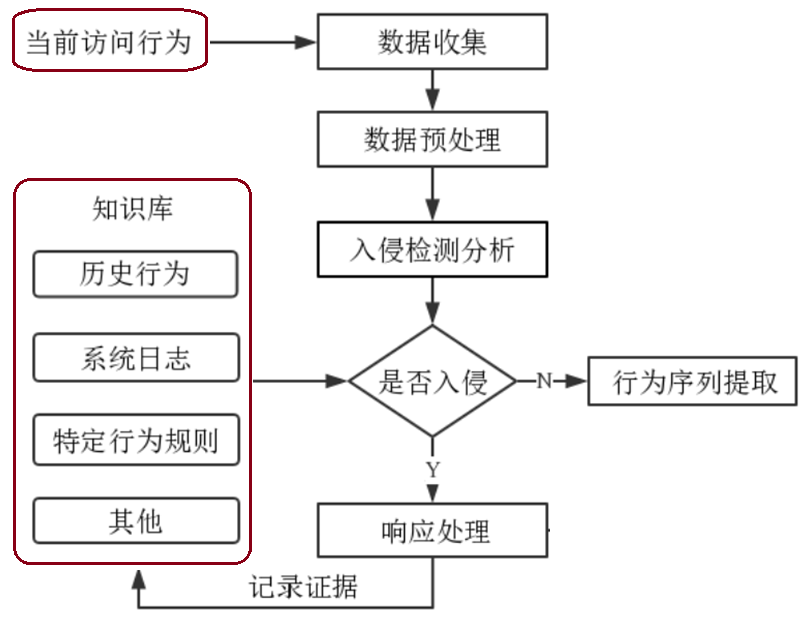 当前访问行为
数据收集
数据预处理
知识库
历史行为
系统日志
特定行为规则
其他
入侵检测分析
是否入侵
N
行为序列提取
Y
响应处理
记录证据